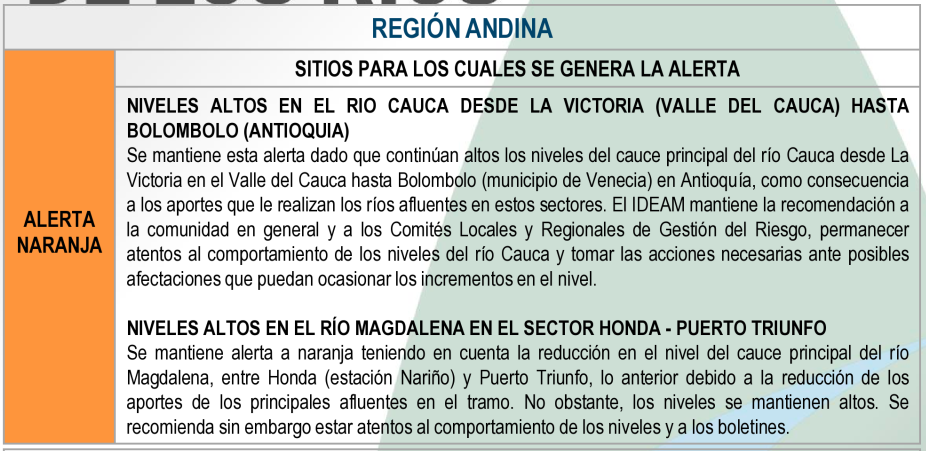 REGIÓN ANDINA
SITIOS PARA LOS CUALES SE GENERA LA ALERTA
ALERTA
NARANJA
NIVELES ALTOS EN EL RIO CAUCA DESDE LA VICTORIA (VALLE DEL CAUCA) HASTA
BOLOMBOLO (ANTIOQUIA)
Se mantiene esta alerta dado que continúan altos los niveles del cauce principal del río Cauca desde La
Victoria en el Valle del Cauca hasta Bolombolo (municipio de Venecia) en Antioquía, como consecuencia
a los aportes que le realizan los ríos afluentes en estos sectores. El IDEAM mantiene la recomendación a
la comunidad en general y a los Comités Locales y Regionales de Gestión del Riesgo, permanecer
atentos al comportamiento de los niveles del río Cauca y tomar las acciones necesarias ante posibles
afectaciones que puedan ocasionar los incrementos en el nivel.
NIVELES ALTOS EN EL RÍO MAGDALENA EN EL SECTOR HONDA - PUERTO TRIUNFO
Se mantiene alerta a naranja teniendo en cuenta la reducción en el nivel del cauce principal del río
Magdalena, entre Honda (estación Nariño) y Puerto Triunfo, lo anterior debido a la reducción de los
aportes de los principales afluentes en el tramo. No obstante, los niveles se mantienen altos. Se
recomienda sin embargo estar atentos al comportamiento de los niveles y a los boletines.